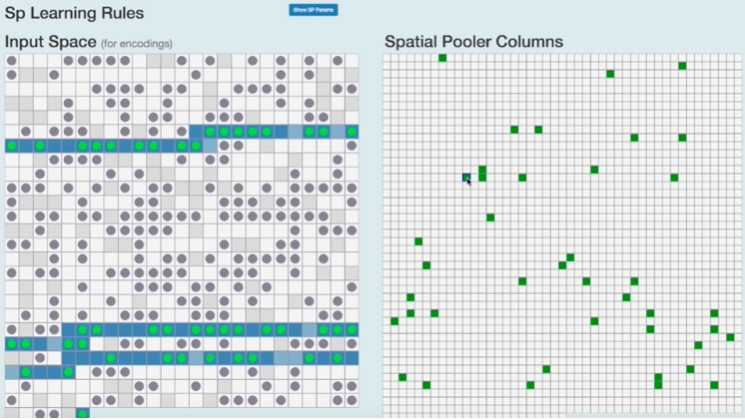 Sp Learning Rules
Show SP Params
Input Space (for encodings)
Spatial Pooler Columns